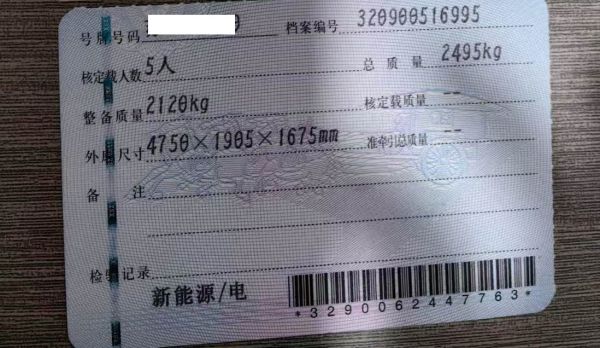 号牌号码 档案编号 320900516995
核定载人数 5人 总质量 2495kg
整备质量 2120kg 核定载质量 --
外廓尺寸 4750×1905×1675mm 准牵引总质量 --
备注
检验记录
新能源/电
*3290062447763*